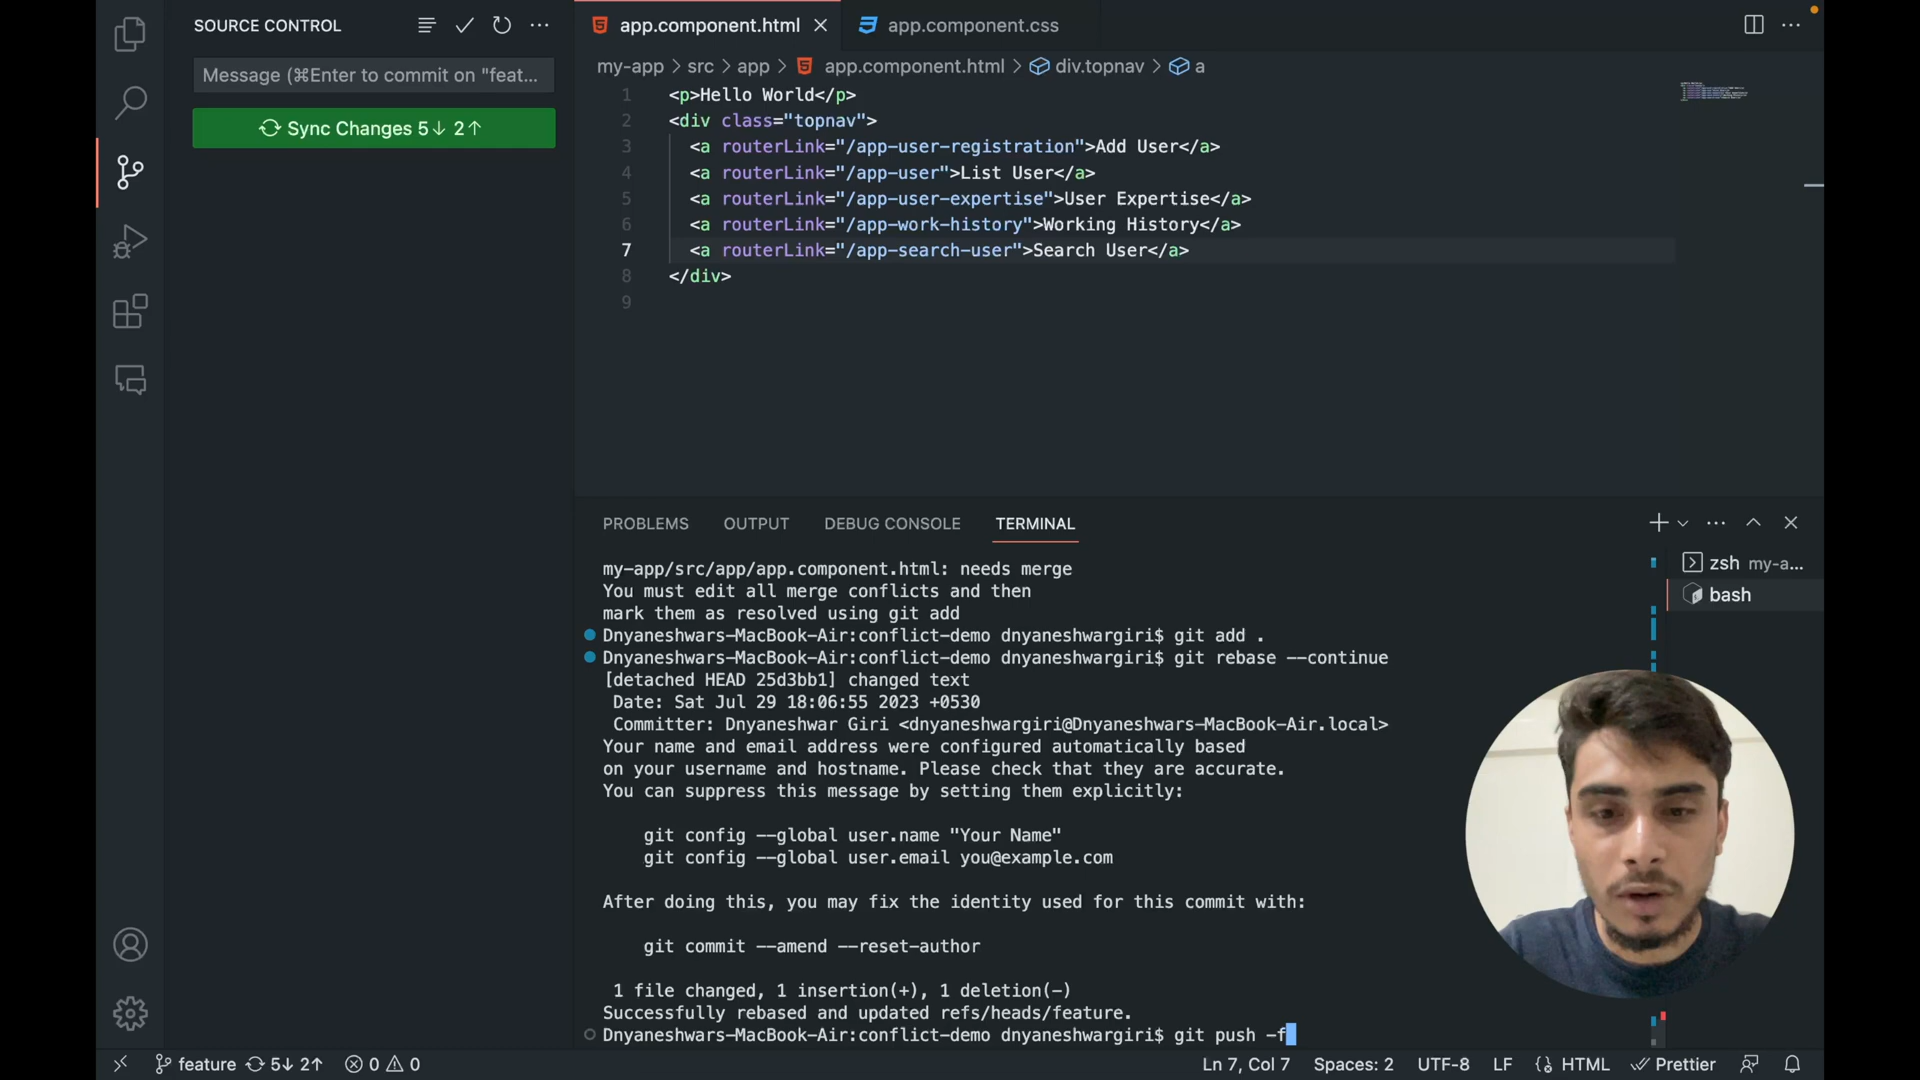 SOURCE CONTROL
Message (⌘Enter to commit on "feat...
Sync Changes 5↓ 2↑
app.component.html
app.component.css
my-app > src > app > app.component.html > div.topnav > a
1 <p>Hello World</p>
2 <div class="topnav">
3 <a routerLink="/app-user-registration">Add User</a>
4 <a routerLink="/app-user">List User</a>
5 <a routerLink="/app-user-expertise">User Expertise</a>
6 <a routerLink="/app-work-history">Working History</a>
7 <a routerLink="/app-search-user">Search User</a>
8 </div>
9
PROBLEMS OUTPUT DEBUG CONSOLE TERMINAL
zsh my-a...
bash
my-app/src/app/app.component.html: needs merge
You must edit all merge conflicts and then
mark them as resolved using git add
Dnyaneshwars-MacBook-Air:conflict-demo dnyaneshwargiri$ git add .
Dnyaneshwars-MacBook-Air:conflict-demo dnyaneshwargiri$ git rebase --continue
[detached HEAD 25d3bb1] changed text
Date: Sat Jul 29 18:06:55 2023 +0530
Committer: Dnyaneshwar Giri <dnyaneshwargiri@Dnyaneshwars-MacBook-Air.local>
Your name and email address were configured automatically based
on your username and hostname. Please check that they are accurate.
You can suppress this message by setting them explicitly:
git config --global user.name "Your Name"
git config --global user.email you@example.com
After doing this, you may fix the identity used for this commit with:
git commit --amend --reset-author
1 file changed, 1 insertion(+), 1 deletion(-)
Successfully rebased and updated refs/heads/feature.
Dnyaneshwars-MacBook-Air:conflict-demo dnyaneshwargiri$ git push -f
feature 5↓ 2↑ 0 0 Ln 7, Col 7 Spaces: 2 UTF-8 LF HTML Prettier